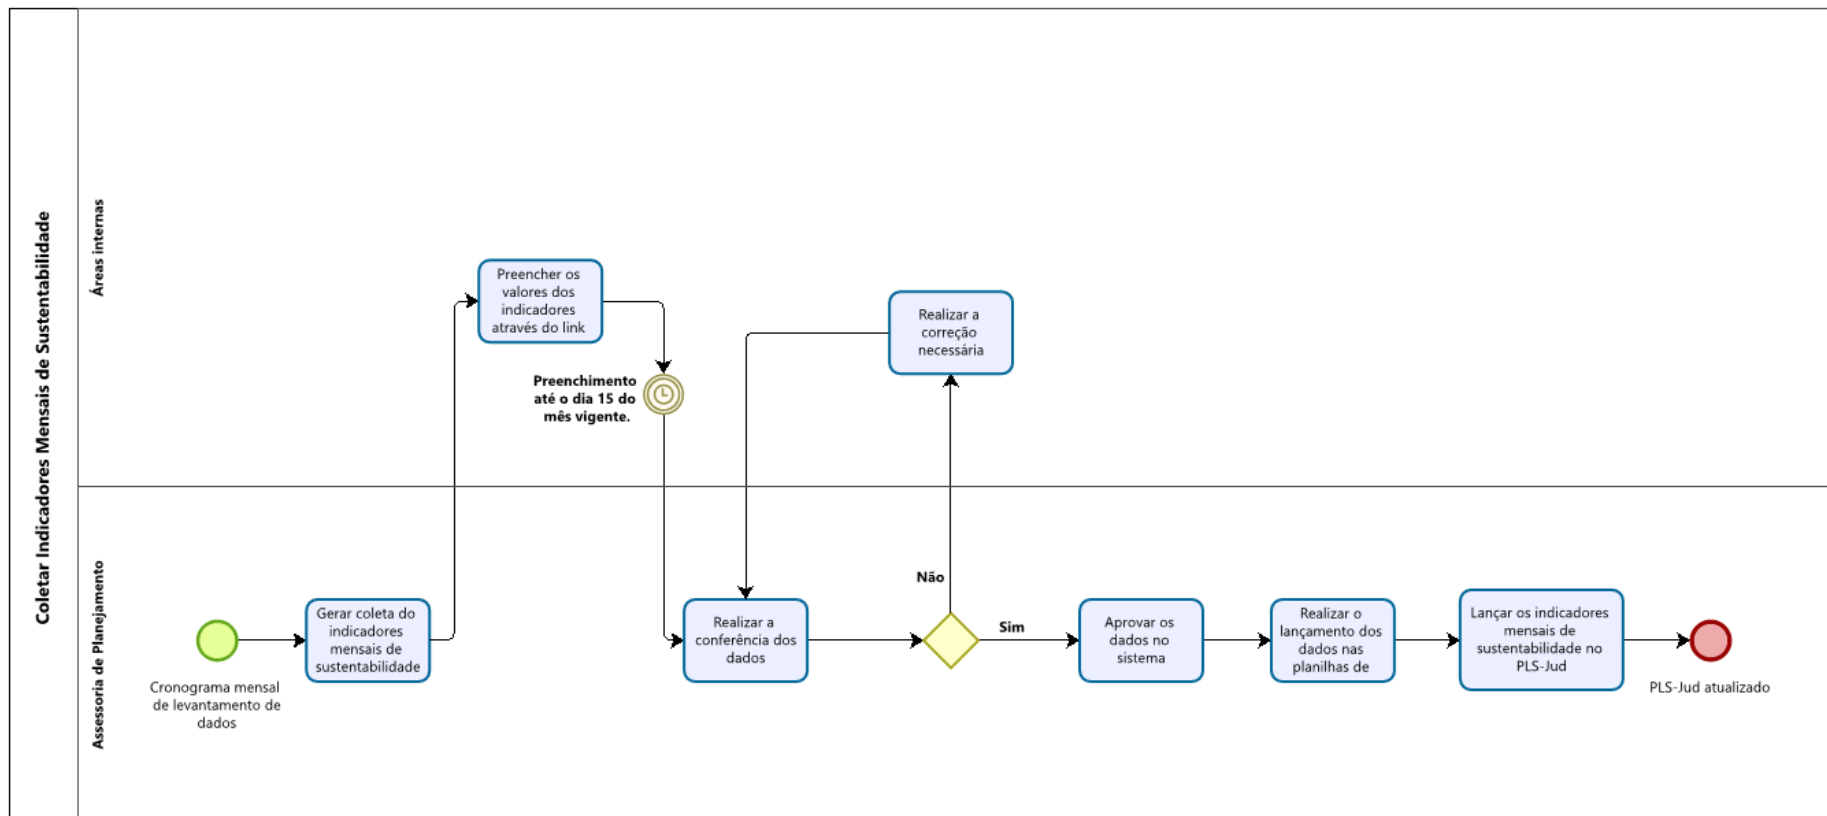 Coletar Indicadores Mensais de Sustentabilidade
Áreas internas
Preencher os
valores dos
indicadores
através do link
Preenchimento
até o dia 15 do
mês vigente.
Realizar a
correção
necessária
Assessoria de Planejamento
Cronograma mensal
de levantamento de
dados
Gerar coleta do
indicadores
mensais de
sustentabilidade
Realizar a
conferência dos
dados
Não
Sim
Aprovar os
dados no
sistema
Realizar o
lançamento dos
dados nas
planilhas de
Lançar os indicadores
mensais de
sustentabilidade no
PLS-Jud
PLS-Jud atualizado